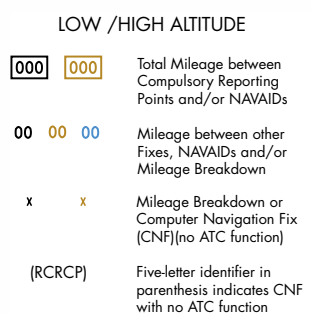 LOW /HIGH ALTITUDE
000 000 Total Mileage between
Compulsory Reporting
Points and/or NAVAIDs
00 00 00 Mileage between other
Fixes, NAVAIDs and/or
Mileage Breakdown
x x Mileage Breakdown or
Computer Navigation Fix
(CNF)(no ATC function)
(RCRCP) Five-letter identifier in
parenthesis indicates CNF
with no ATC function